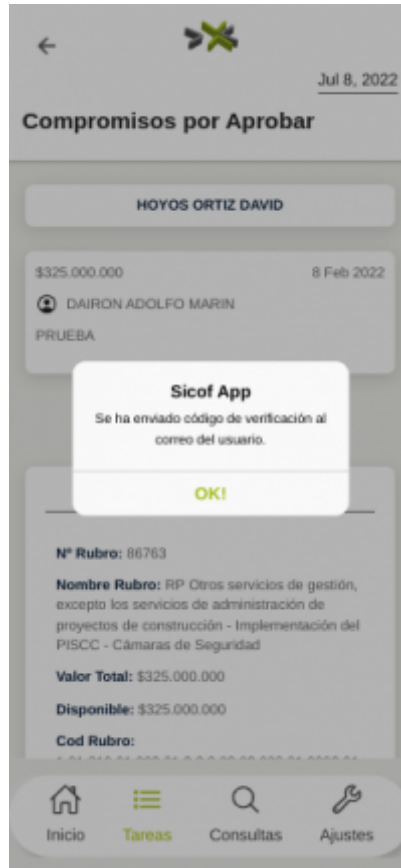 Jul 8, 2022
Compromisos por Aprobar
HOYOS ORTIZ DAVID
$325.000.000 8 Feb 2022
DAIRON ADOLFO MARIN
PRUEBA
Sicof App
Se ha enviado código de verificación al
correo del usuario.
OK!
Nº Rubro: 86763
Nombre Rubro: RP Otros servicios de gestión,
excepto los servicios de administración de
proyectos de construcción - Implementación del
PISCC - Cámaras de Seguridad
Valor Total: $325.000.000
Disponible: $325.000.000
Cod Rubro:
Inicio Tareas Consultas Ajustes